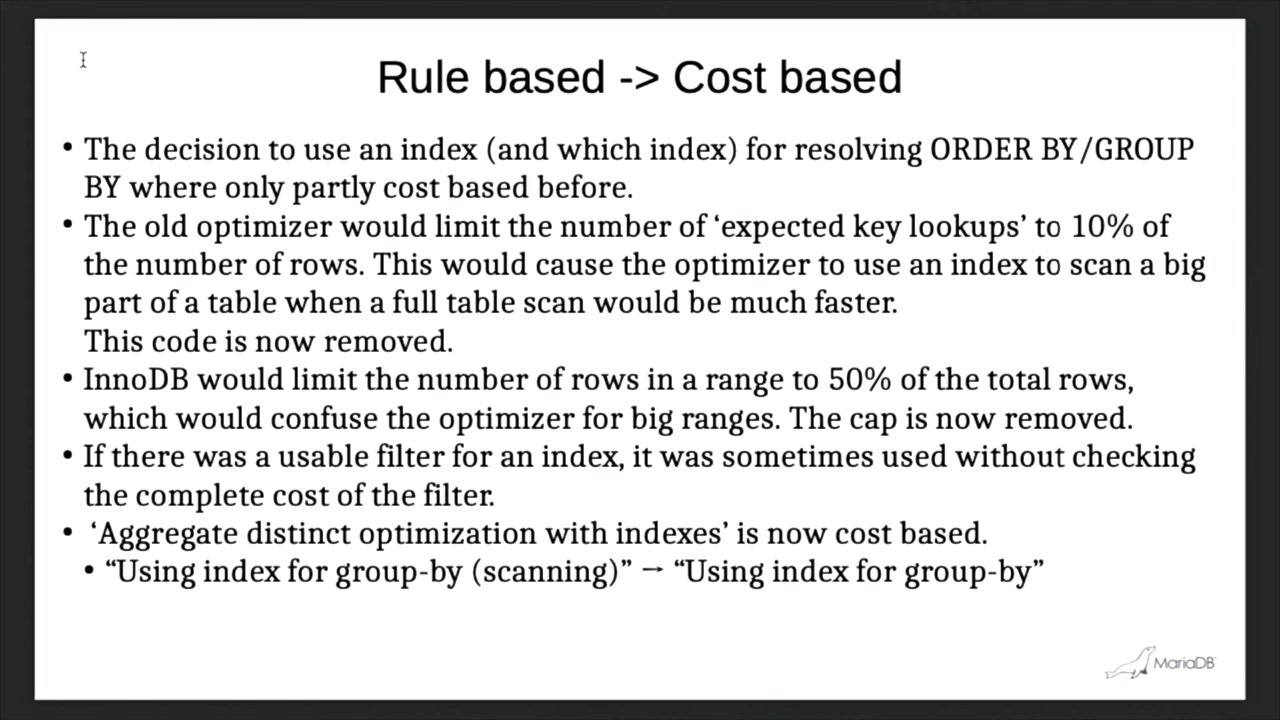 Rule based -> Cost based
• The decision to use an index (and which index) for resolving ORDER BY/GROUP
BY where only partly cost based before.
• The old optimizer would limit the number of ‘expected key lookups’ to 10% of
the number of rows. This would cause the optimizer to use an index to scan a big
part of a table when a full table scan would be much faster.
This code is now removed.
• InnoDB would limit the number of rows in a range to 50% of the total rows,
which would confuse the optimizer for big ranges. The cap is now removed.
• If there was a usable filter for an index, it was sometimes used without checking
the complete cost of the filter.
• ‘Aggregate distinct optimization with indexes’ is now cost based.
• “Using index for group-by (scanning)” → “Using index for group-by”
MariaDB